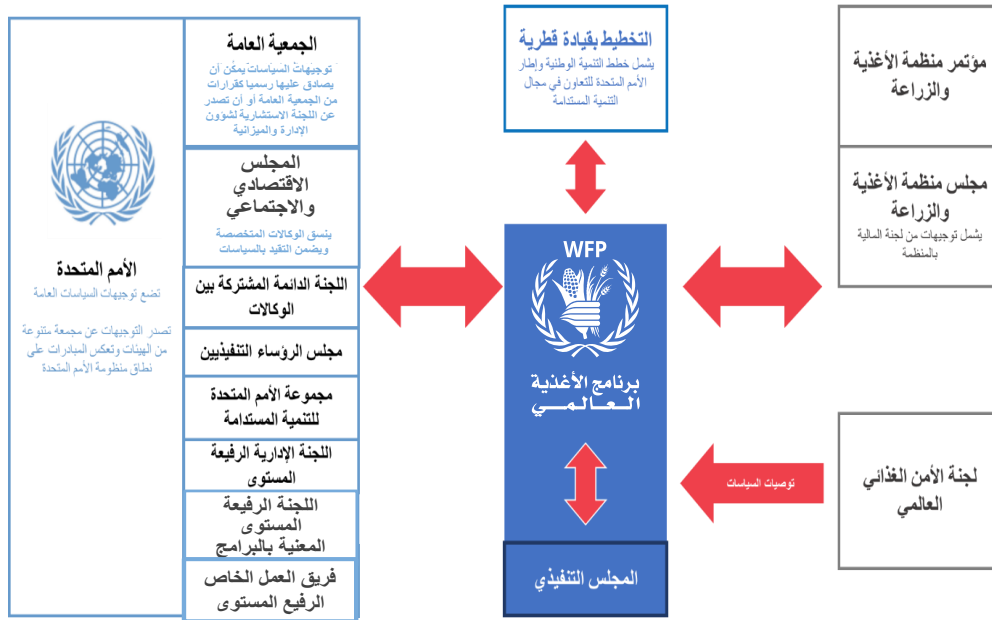 الجمعية العامة
توجيهات السياسات يمكن أن
يصادق عليها رسميا كقرارات
من الجمعية العامة أو أن تصدر
عن اللجنة الاستشارية لشؤون
الإدارة والميزانية
المجلس
الاقتصادي
والاجتماعي
ينسق الوكالات المتخصصة
ويضمن التقيد بالسياسات
الأمم المتحدة
تضع توجيهات السياسات العامة
تصدر التوجيهات عن مجمعة متنوعة
من الهيئات وتعكس المبادرات على
نطاق منظومة الأمم المتحدة
اللجنة الدائمة المشتركة بين
الوكالات
مجلس الرؤساء التنفيذيين
مجموعة الأمم المتحدة
للتنمية المستدامة
اللجنة الإدارية الرفيعة
المستوى
اللجنة الرفيعة
المستوى
المعنية بالبرامج
فريق العمل الخاص
الرفيع المستوى
التخطيط بقيادة قطرية
يشمل خطط التنمية الوطنية وإطار
الأمم المتحدة للتعاون في مجال
التنمية المستدامة
WFP
برنامج الأغذية
العالمي
المجلس التنفيذي
مؤتمر منظمة الأغذية
والزراعة
مجلس منظمة الأغذية
والزراعة
يشمل توجيهات من لجنة المالية
بالمنظمة
توصيات السياسات
لجنة الأمن الغذائي
العالمي